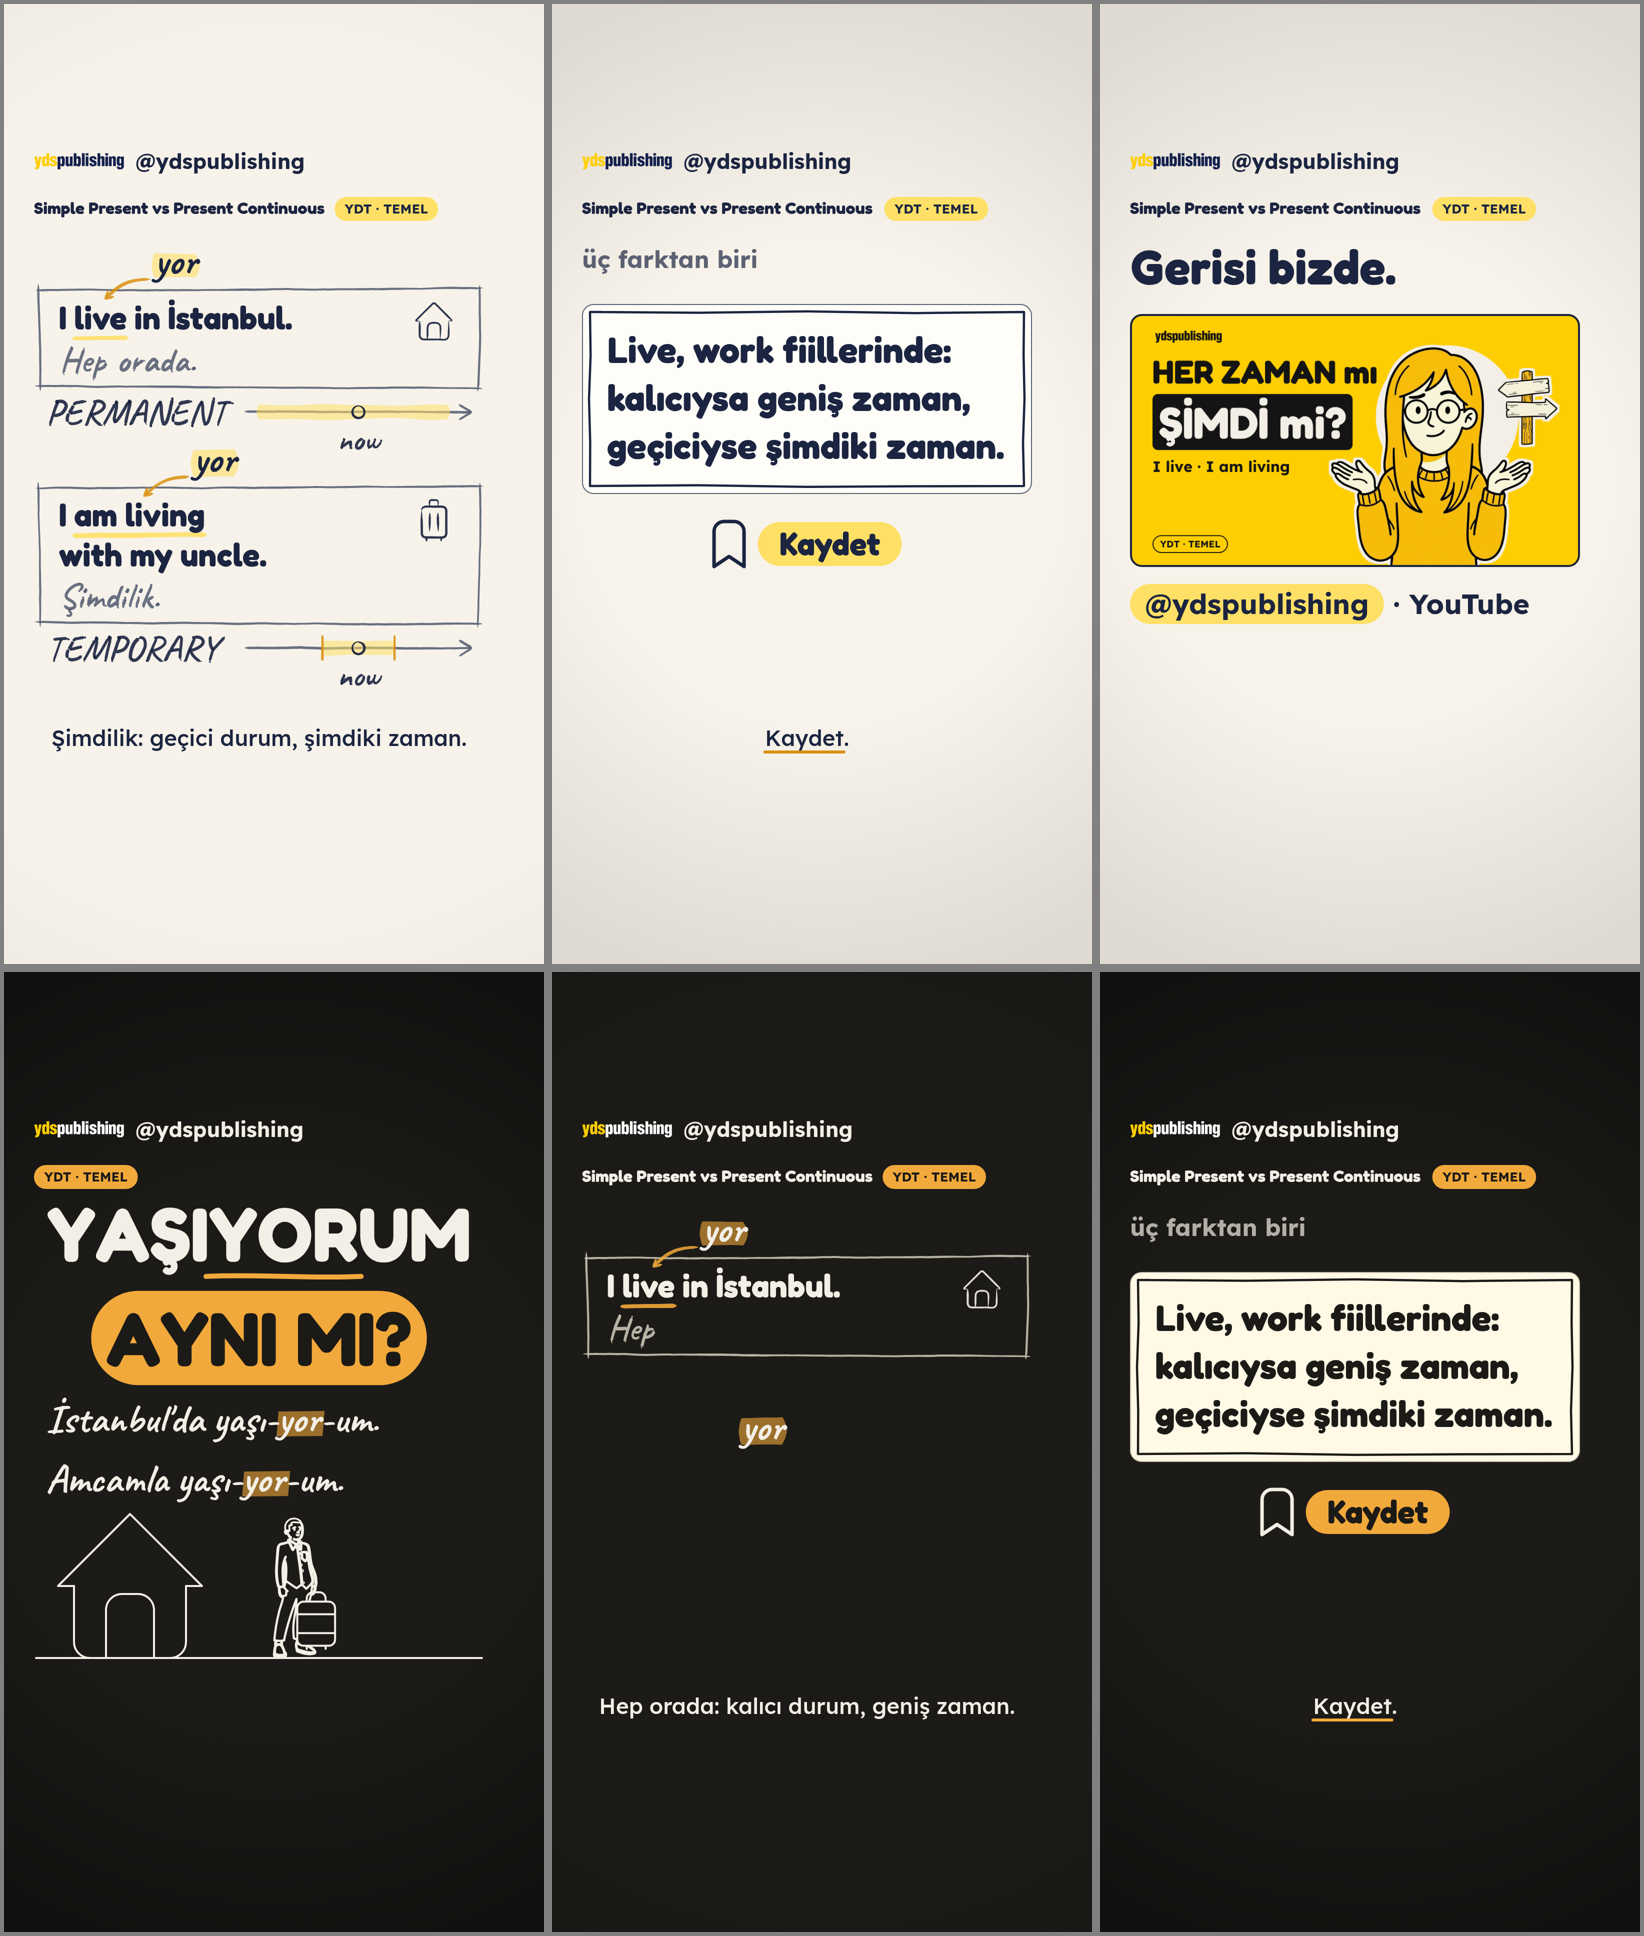 ydspublishing @ydspublishing
Simple Present vs Present Continuous YDT · TEMEL
yor
I live in İstanbul.
Hep orada.
PERMANENT
now
yor
I am living
with my uncle.
Şimdilik.
TEMPORARY
now
Şimdilik: geçici durum, şimdiki zaman.
ydspublishing @ydspublishing
Simple Present vs Present Continuous YDT · TEMEL
üç farktan biri
Live, work fiillerinde:
kalıcıysa geniş zaman,
geçiciyse şimdiki zaman.
Kaydet
Kaydet.
ydspublishing @ydspublishing
Simple Present vs Present Continuous YDT · TEMEL
Gerisi bizde.
ydspublishing
HER ZAMAN mı
ŞİMDİ mi?
I live · I am living
YDT · TEMEL
@ydspublishing · YouTube
ydspublishing @ydspublishing
YDT · TEMEL
YAŞIYORUM
AYNI MI?
İstanbul'da yaşı-yor-um.
Amcamla yaşı-yor-um.
ydspublishing @ydspublishing
Simple Present vs Present Continuous YDT · TEMEL
yor
I live in İstanbul.
Hep
yor
Hep orada: kalıcı durum, geniş zaman.
ydspublishing @ydspublishing
Simple Present vs Present Continuous YDT · TEMEL
üç farktan biri
Live, work fiillerinde:
kalıcıysa geniş zaman,
geçiciyse şimdiki zaman.
Kaydet
Kaydet.